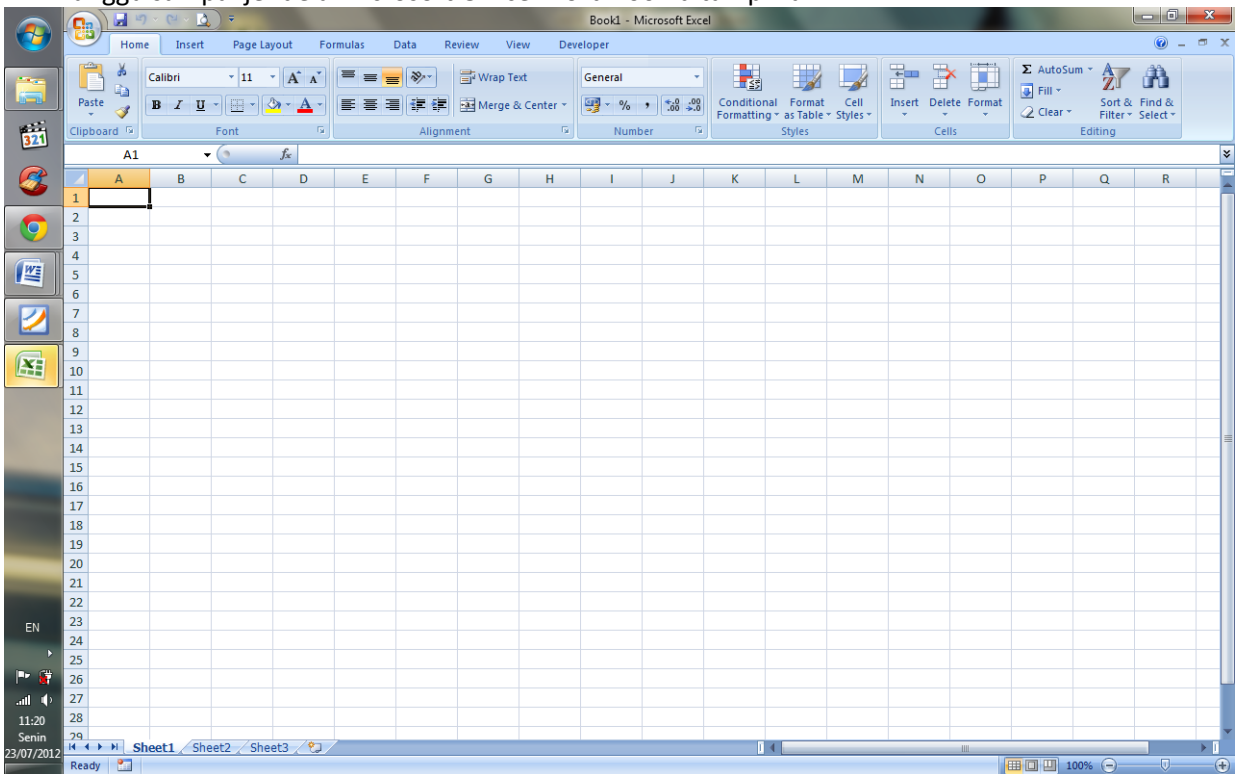 Book1 - Microsoft Excel
Home Insert Page Layout Formulas Data Review View Developer
Paste
Calibri 11
B I U
Wrap Text
Merge & Center
General
%
Conditional Formatting
Format as Table
Cell Styles
Insert Delete Format
Σ AutoSum
Fill
Clear
Sort & Filter
Find & Select
Clipboard Font Alignment Number Styles Cells Editing
A1 fx
A B C D E F G H I J K L M N O P Q R
1
2
3
4
5
6
7
8
9
10
11
12
13
14
15
16
17
18
19
20
21
22
23
24
25
26
27
28
29
Sheet1 Sheet2 Sheet3
Ready 100%
321
EN
11:20
Senin
23/07/2012